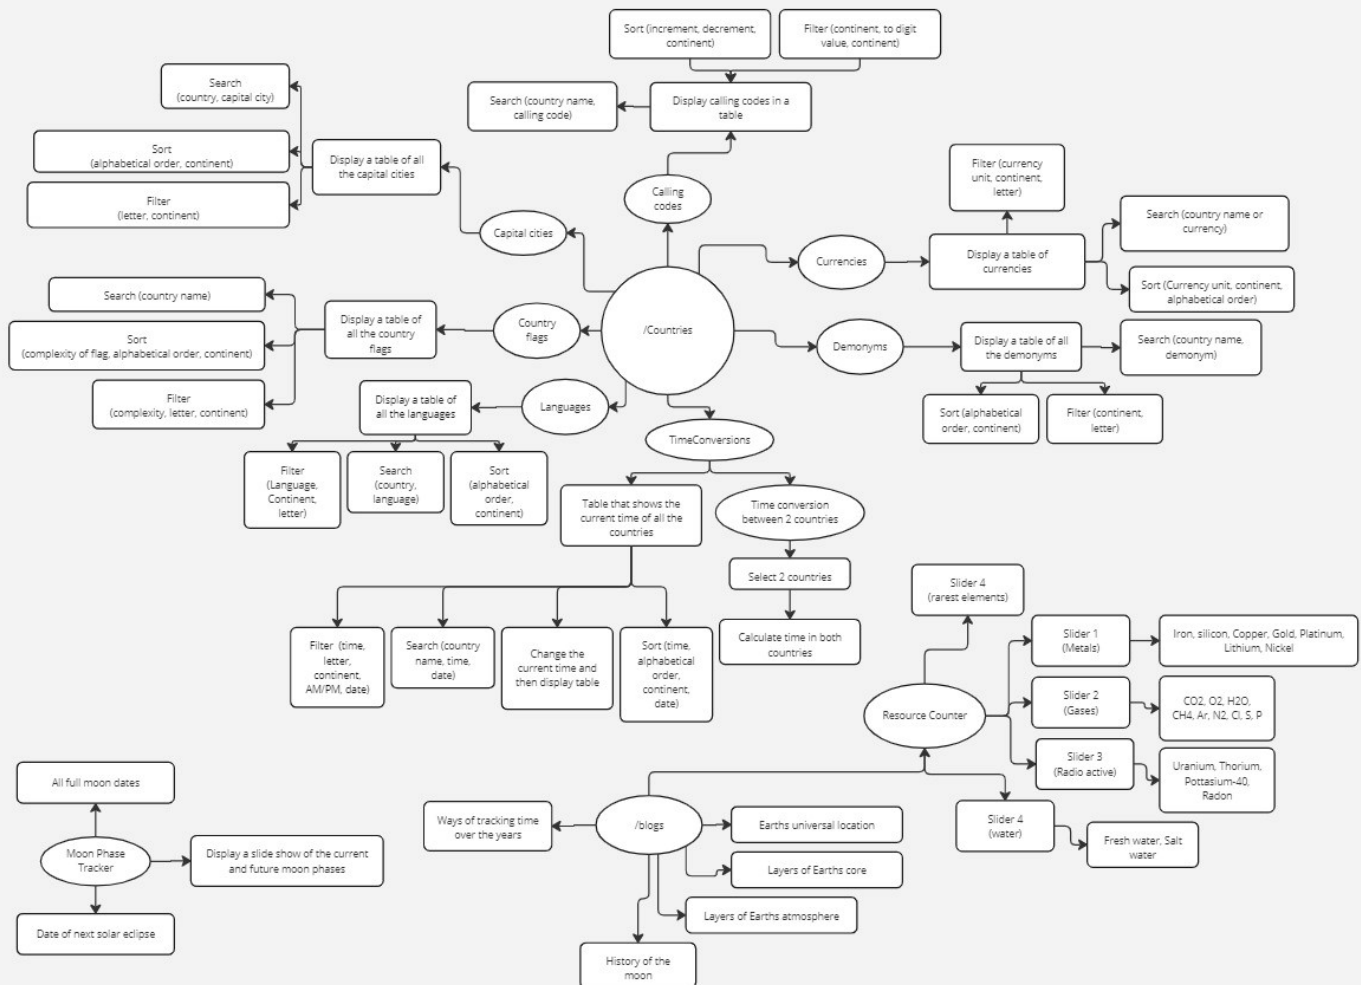 Sort (increment, decrement,
continent)
Filter (continent, to digit
value, continent)
Search
(country, capital city)
Search (country name,
calling code)
Display calling codes in a
table
Sort
(alphabetical order, continent)
Display a table of all
the capital cities
Filter
(letter, continent)
Calling
codes
Filter (currency
unit, continent,
letter)
Search (country name or
currency)
Capital cities
Currencies
Display a table of
currencies
Sort (Currency unit, continent,
alphabetical order)
Search (country name)
Display a table of
all the country
flags
Country
flags
/Countries
Demonyms
Display a table of all
the demonyms
Search (country name,
demonym)
Sort
(complexity of flag, alphabetical order, continent)
Filter
(complexity, letter, continent)
Display a table of
all the languages
Languages
Sort (alphabetical
order, continent)
Filter (continent,
letter)
TimeConversions
Filter
(Language,
Continent,
letter)
Search
(country,
language)
Sort
(alphabetical
order,
continent)
Table that shows the
current time of all the
countries
Time conversion
between 2 countries
Select 2 countries
Slider 4
(rarest elements)
Filter (time,
letter,
continent,
AM/PM, date)
Search (country
name, time,
date)
Change the
current time and
then display table
Sort (time,
alphabetical
order,
continent,
date)
Calculate time in both
countries
Slider 1
(Metals)
Iron, silicon, Copper, Gold, Platinum,
Lithium, Nickel
Resource Counter
Slider 2
(Gases)
CO2, O2, H2O,
CH4, Ar, N2, Cl, S, P
Slider 3
(Radio active)
Uranium, Thorium,
Pottasium-40,
Radon
All full moon dates
Ways of tracking time
over the years
/blogs
Earths universal location
Slider 4
(water)
Fresh water, Salt
water
Moon Phase
Tracker
Display a slide show of the current
and future moon phases
Layers of Earths core
Date of next solar eclipse
Layers of Earths atmosphere
History of the
moon